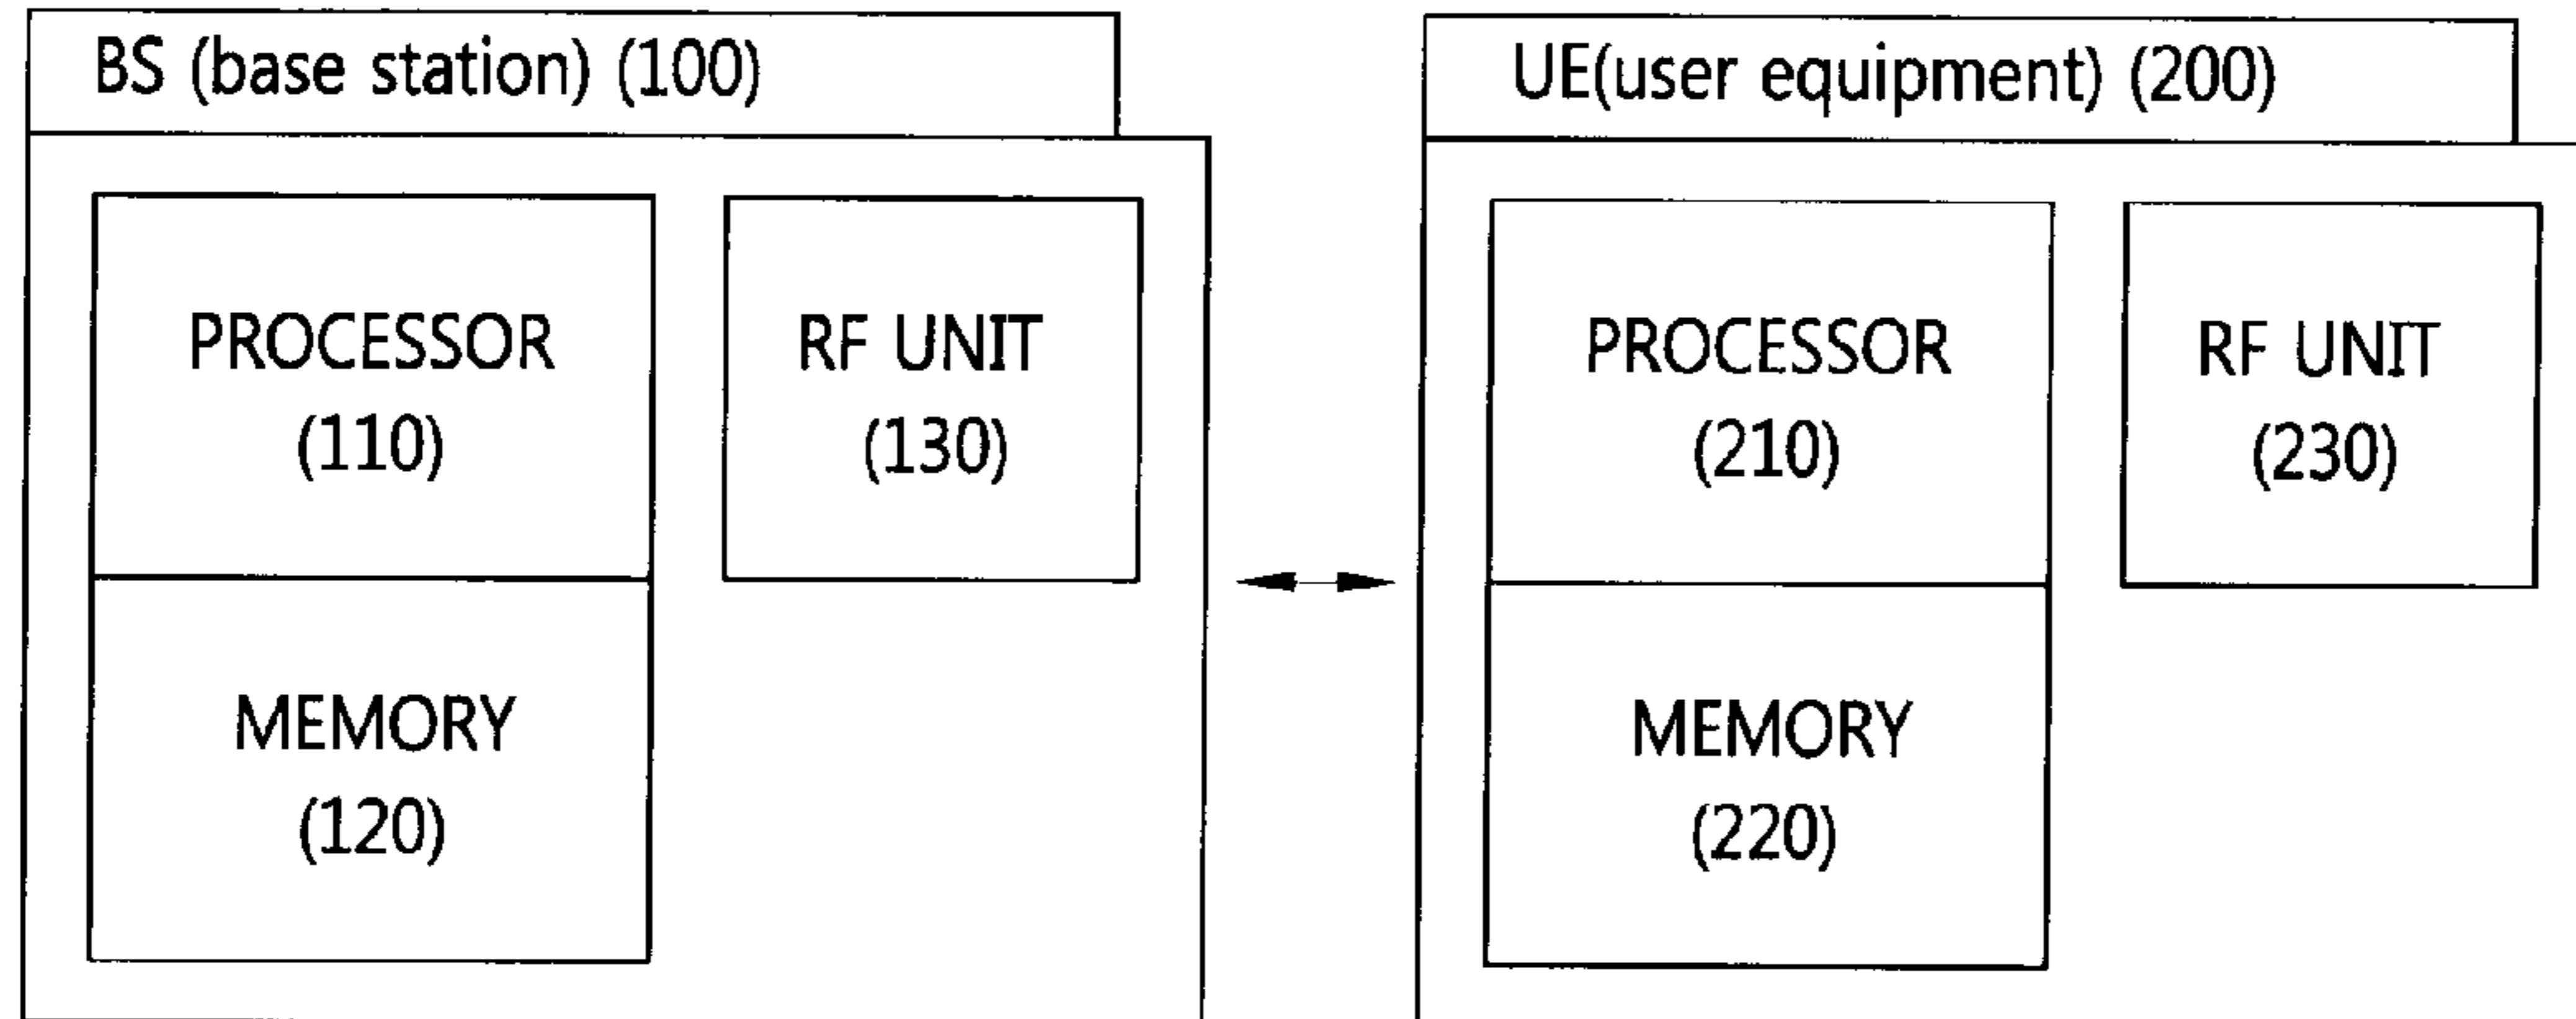 BS (base station) (100)
PROCESSOR
(110)
RF UNIT
(130)
MEMORY
(120)
UE(user equipment) (200)
PROCESSOR
(210)
RF UNIT
(230)
MEMORY
(220)